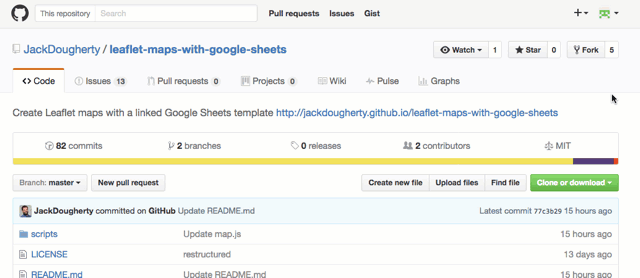 This repository Search Pull requests Issues Gist
JackDougherty / leaflet-maps-with-google-sheets Watch 1 Star 0 Fork 5
Code Issues 13 Pull requests 0 Projects 0 Wiki Pulse Graphs
Create Leaflet maps with a linked Google Sheets template http://jackdougherty.github.io/leaflet-maps-with-google-sheets
82 commits 2 branches 0 releases 2 contributors MIT
Branch: master New pull request Create new file Upload files Find file Clone or download
JackDougherty committed on GitHub Update README.md Latest commit 77c3b29 15 hours ago
scripts Update map.js 15 hours ago
LICENSE restructured 13 days ago
README.md Update README.md 15 hours ago